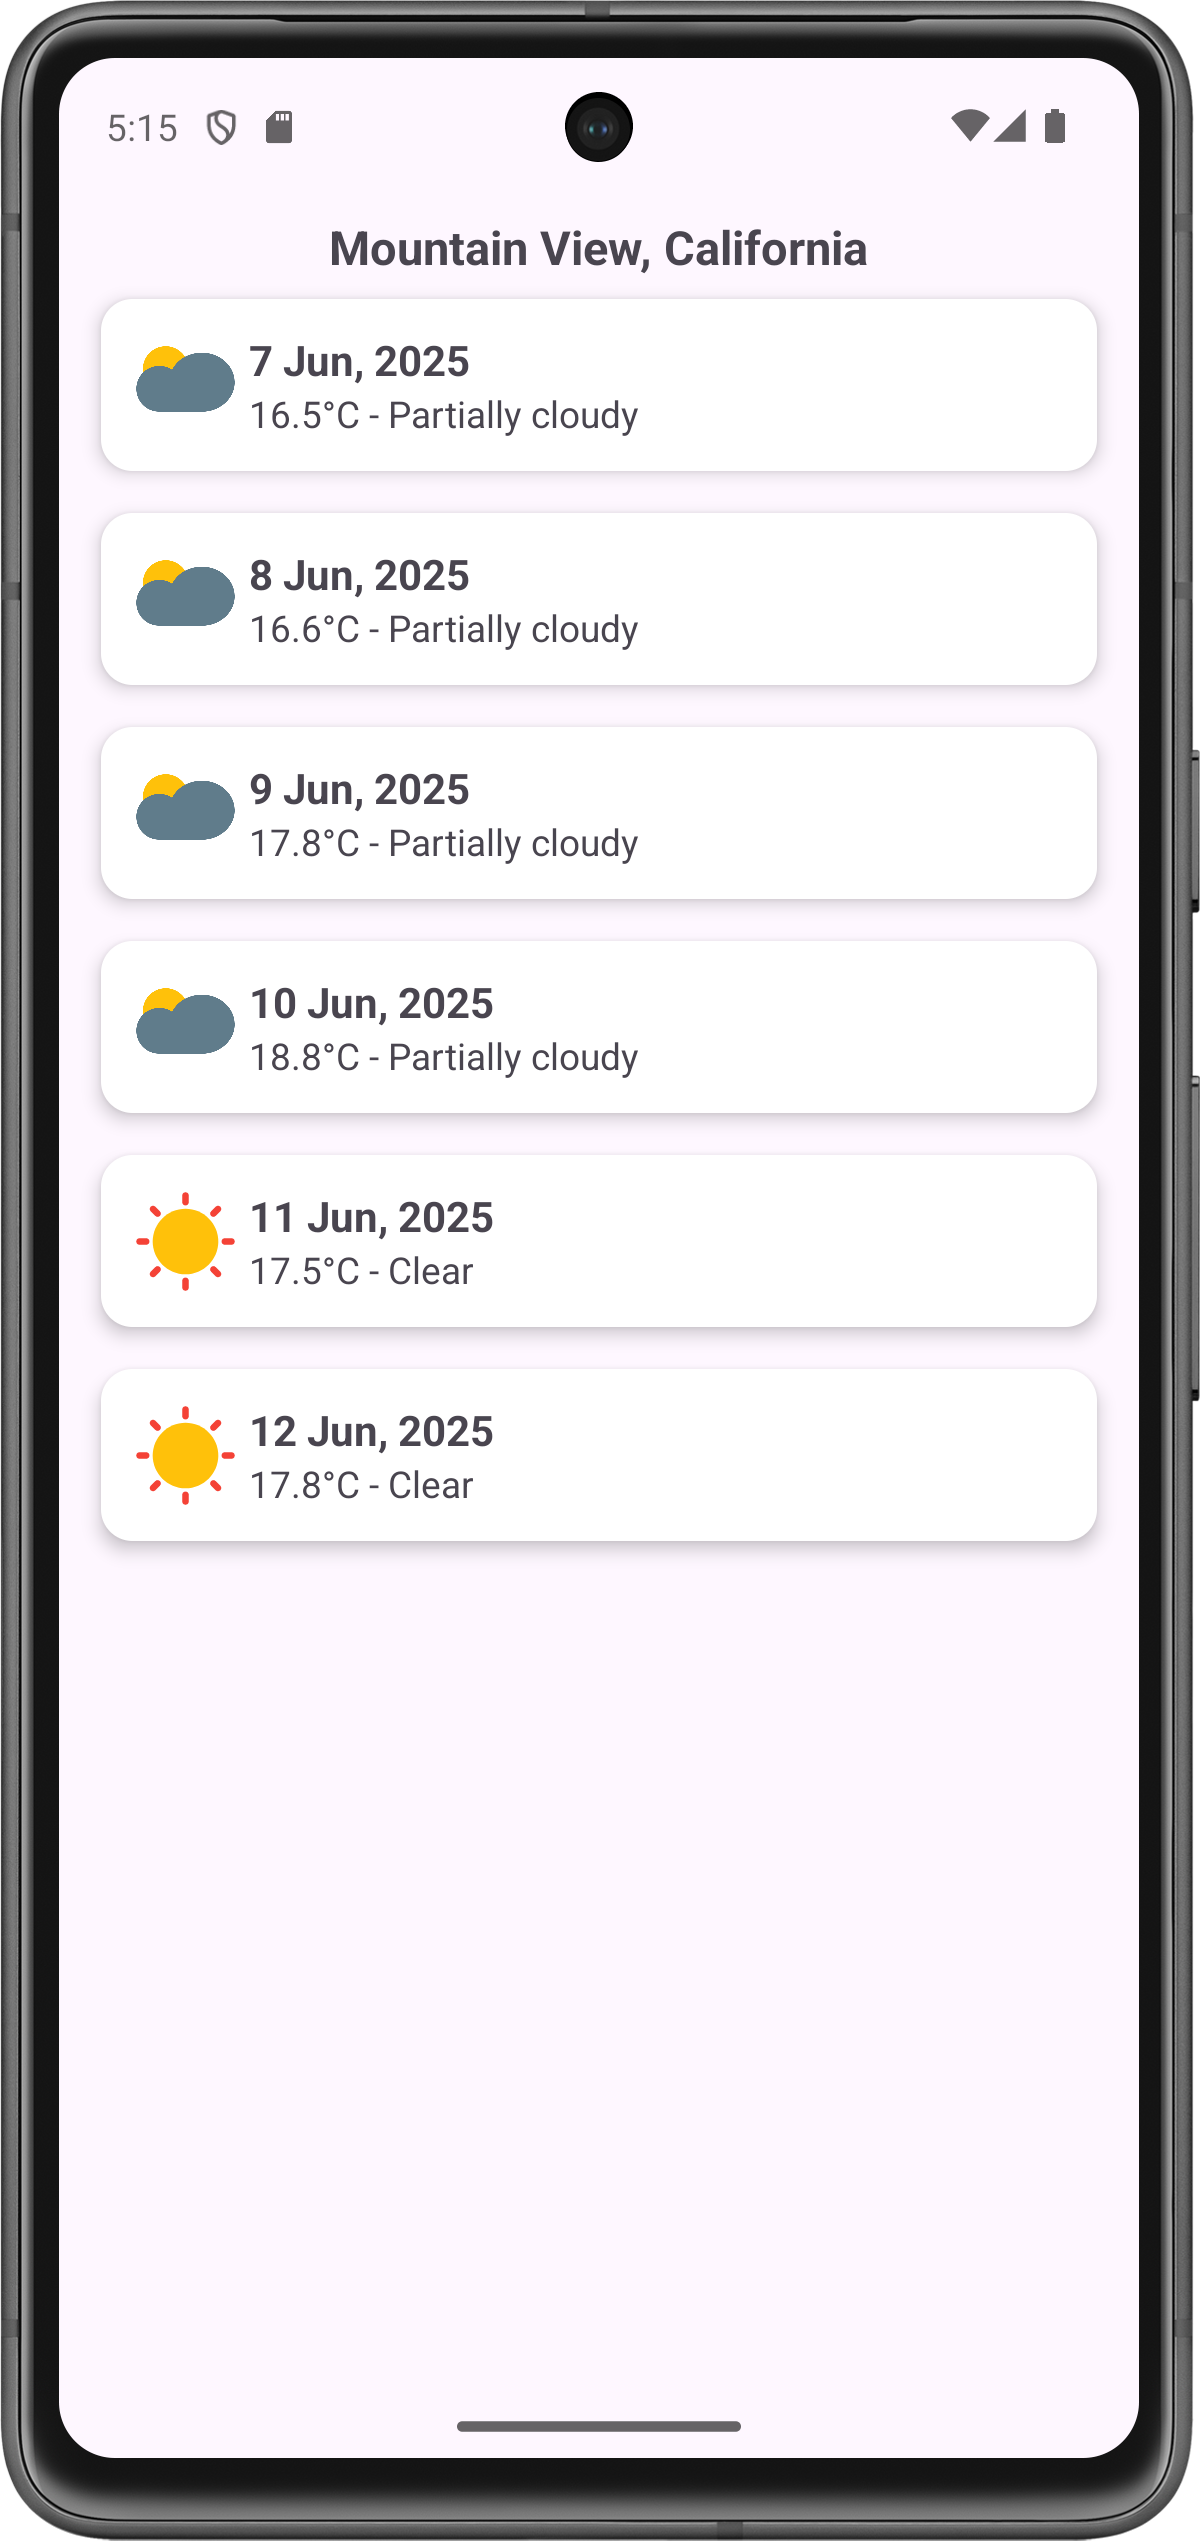 5:15
Mountain View, California
7 Jun, 2025
16.5°C - Partially cloudy
8 Jun, 2025
16.6°C - Partially cloudy
9 Jun, 2025
17.8°C - Partially cloudy
10 Jun, 2025
18.8°C - Partially cloudy
11 Jun, 2025
17.5°C - Clear
12 Jun, 2025
17.8°C - Clear